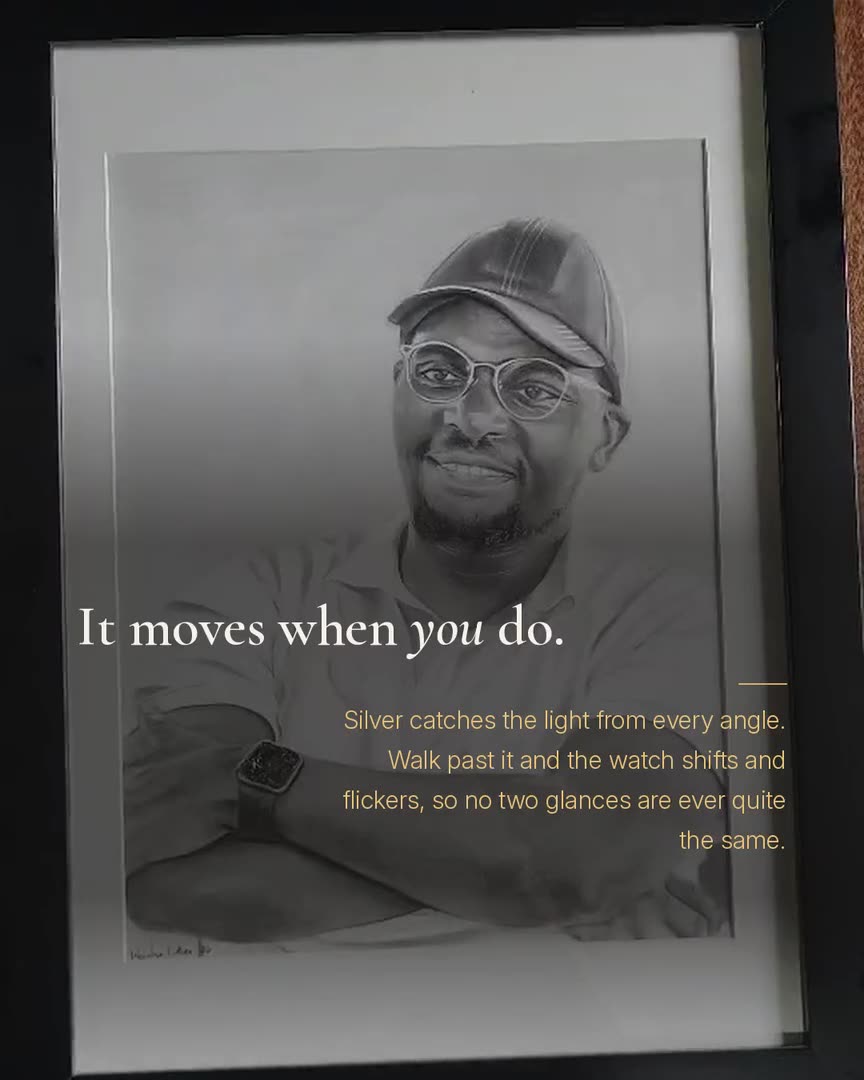 It moves when you do.
Silver catches the light from every angle.
Walk past it and the watch shifts and
flickers, so no two glances are ever quite
the same.